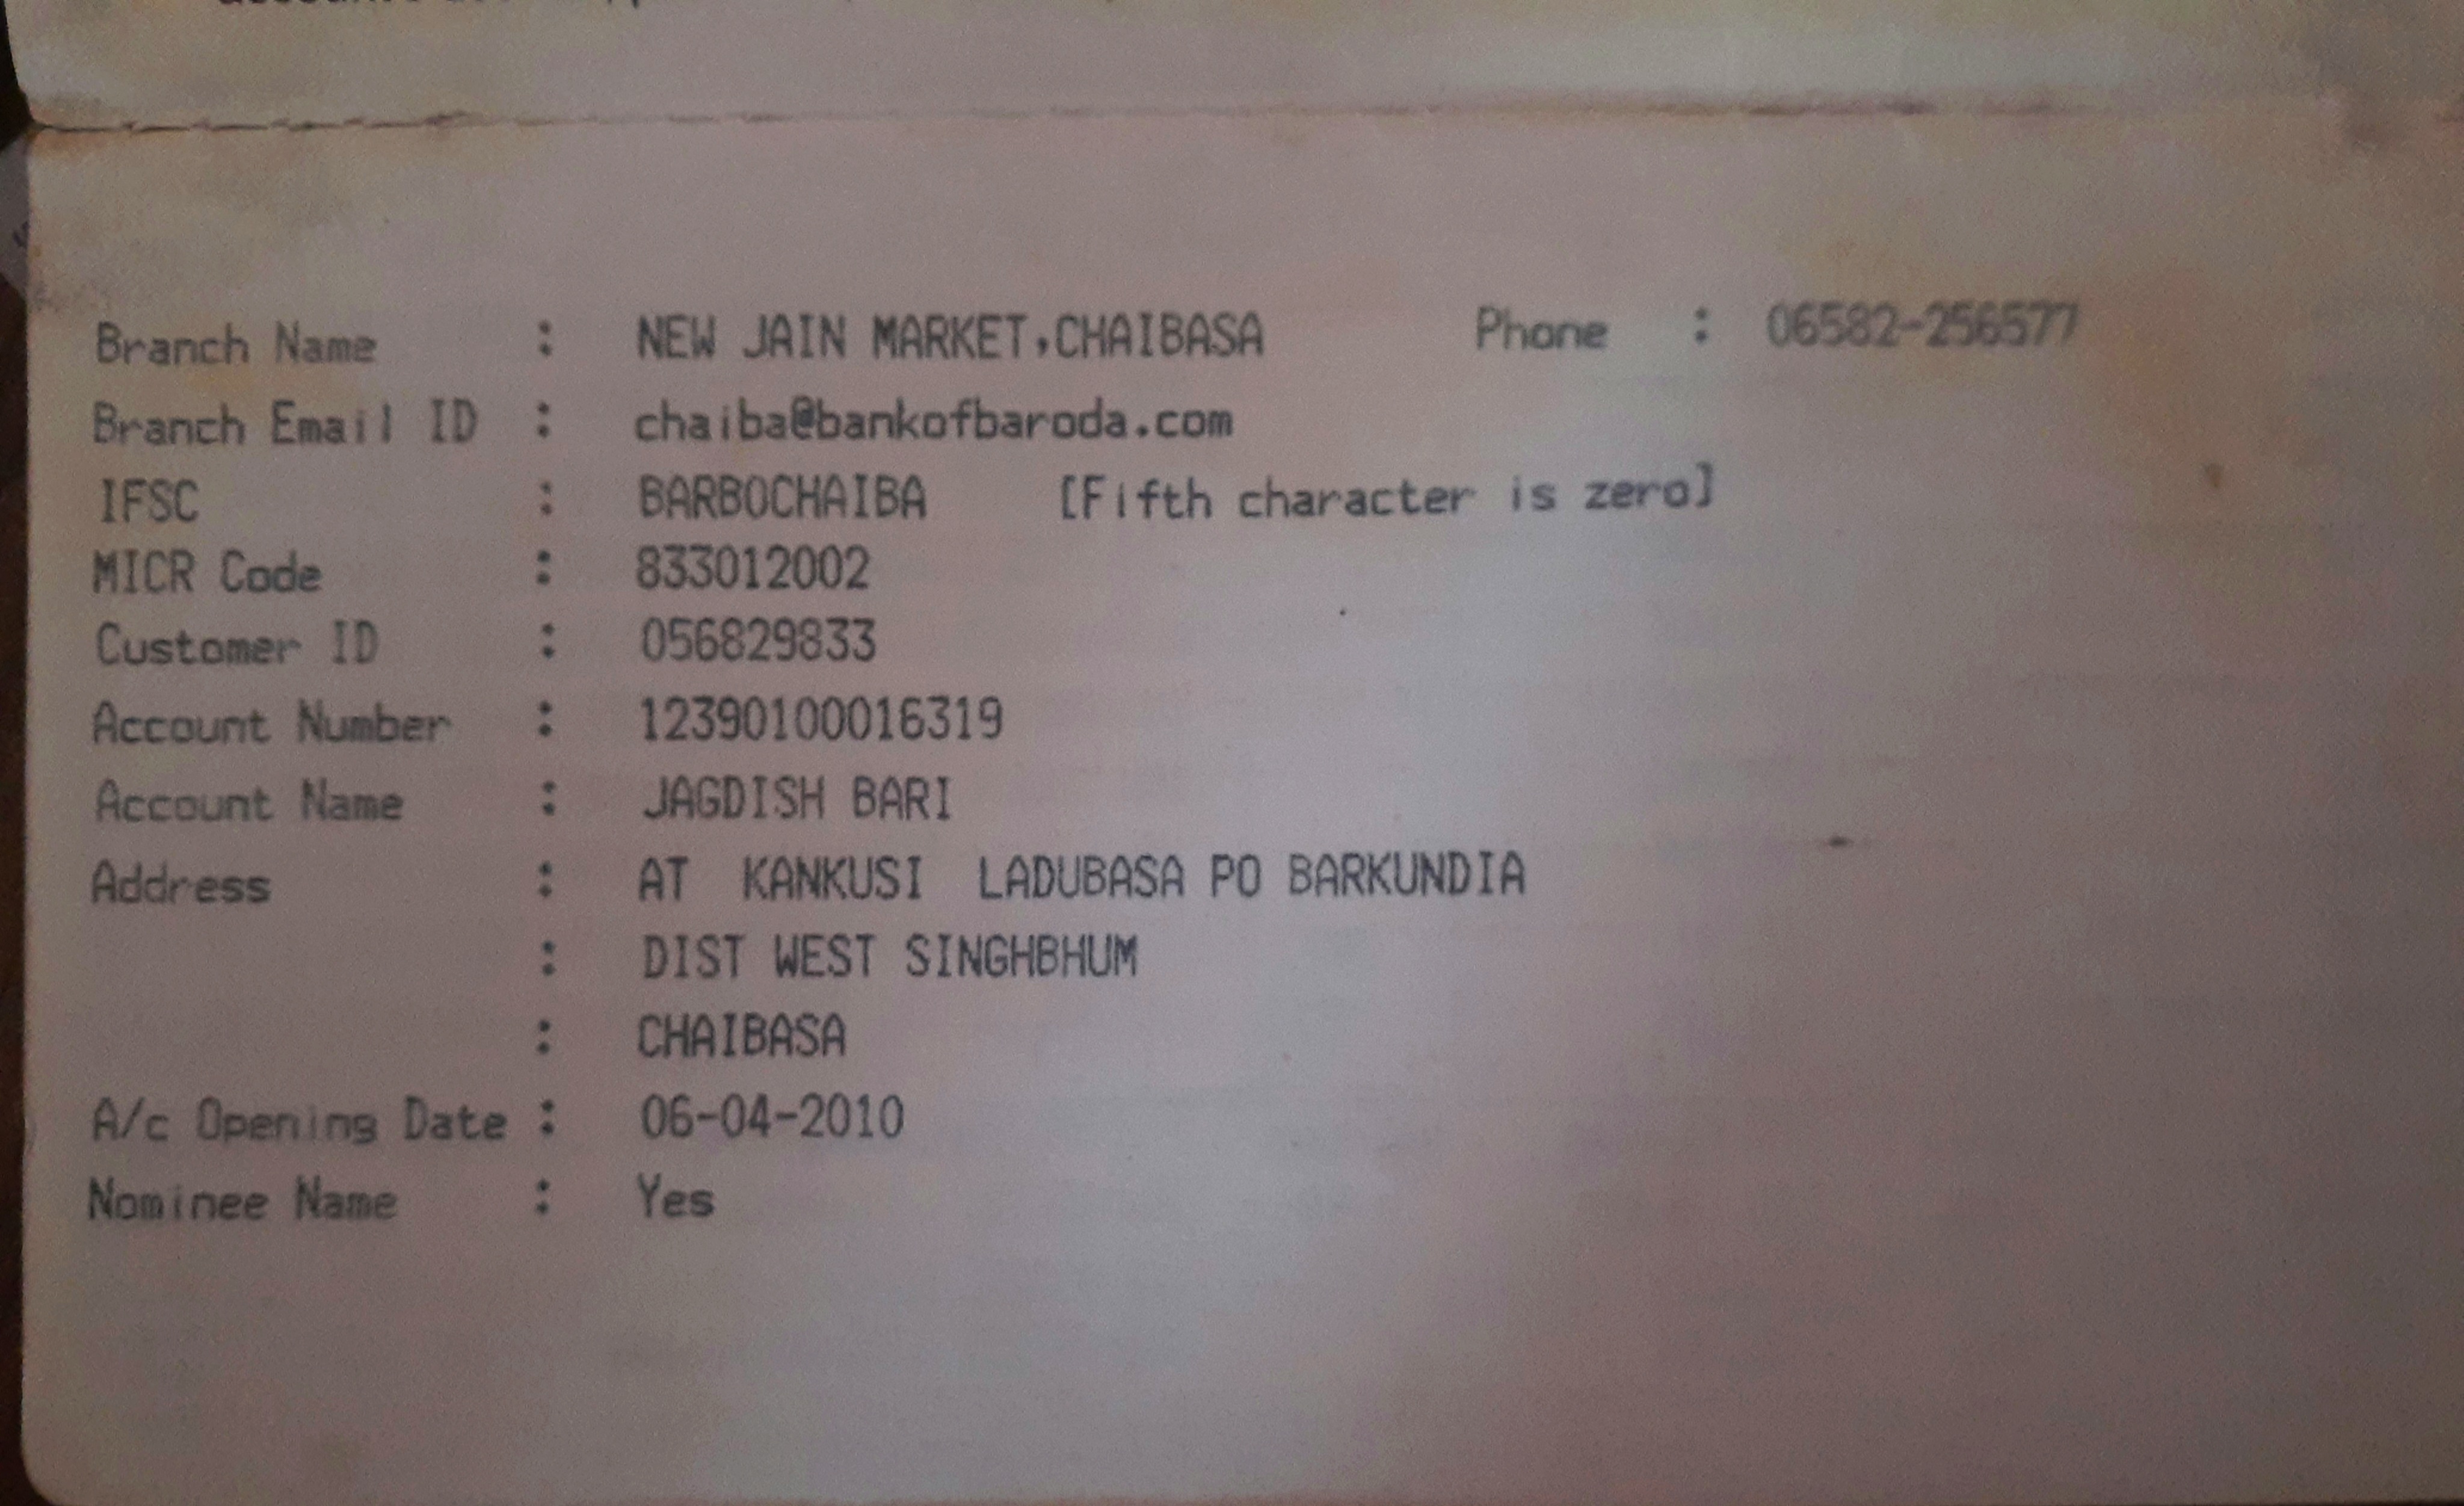 Branch Name : NEW JAIN MARKET,CHAIBASA Phone : 06582-256577
Branch Email ID : chaiba@bankofbaroda.com
IFSC : BARB0CHAIBA [Fifth character is zero]
MICR Code : 833012002
Customer ID : 056829833
Account Number : 12390100016319
Account Name : JAGDISH BARI
Address : AT KANKUSI LADUBASA PO BARKUNDIA
: DIST WEST SINGHBHUM
: CHAIBASA
A/c Opening Date : 06-04-2010
Nominee Name : Yes